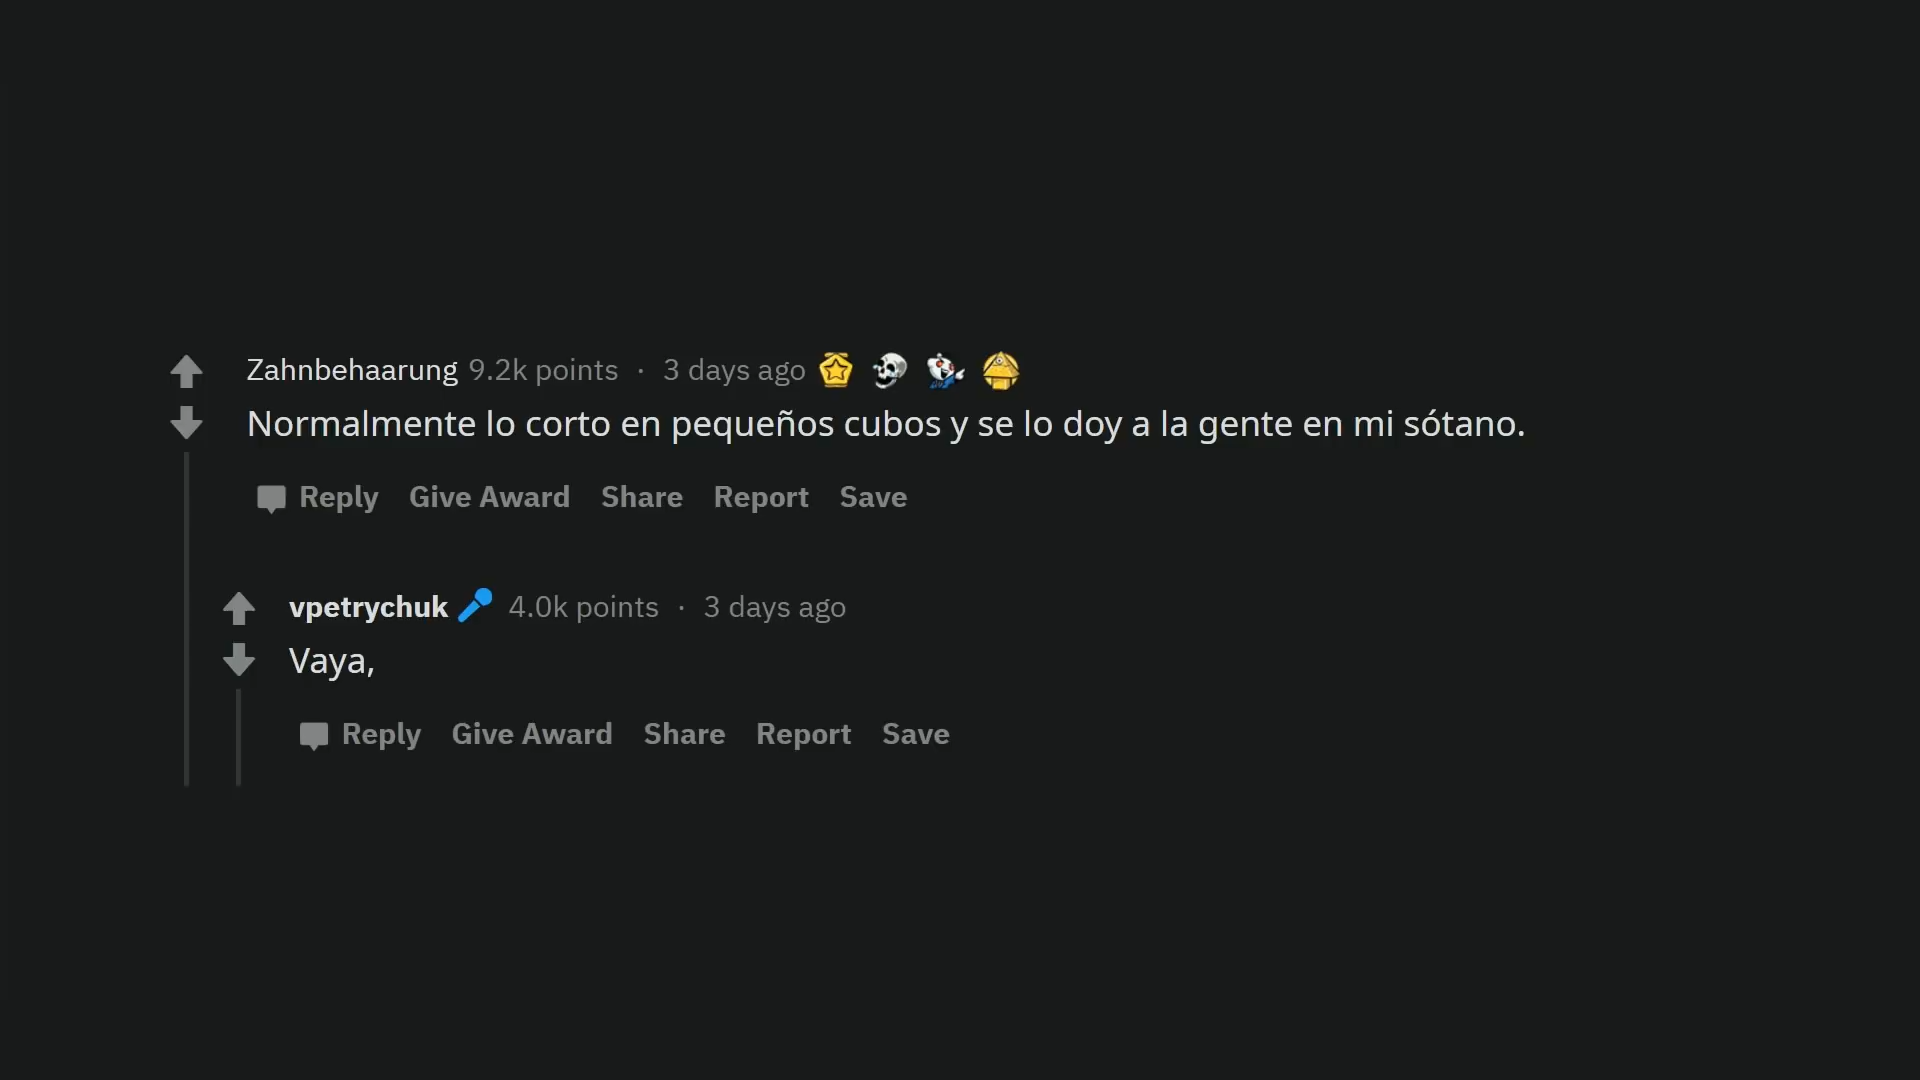 Zahnbehaarung 9.2k points · 3 days ago
Normalmente lo corto en pequeños cubos y se lo doy a la gente en mi sótano.
Reply Give Award Share Report Save
vpetrychuk 4.0k points · 3 days ago
Vaya,
Reply Give Award Share Report Save